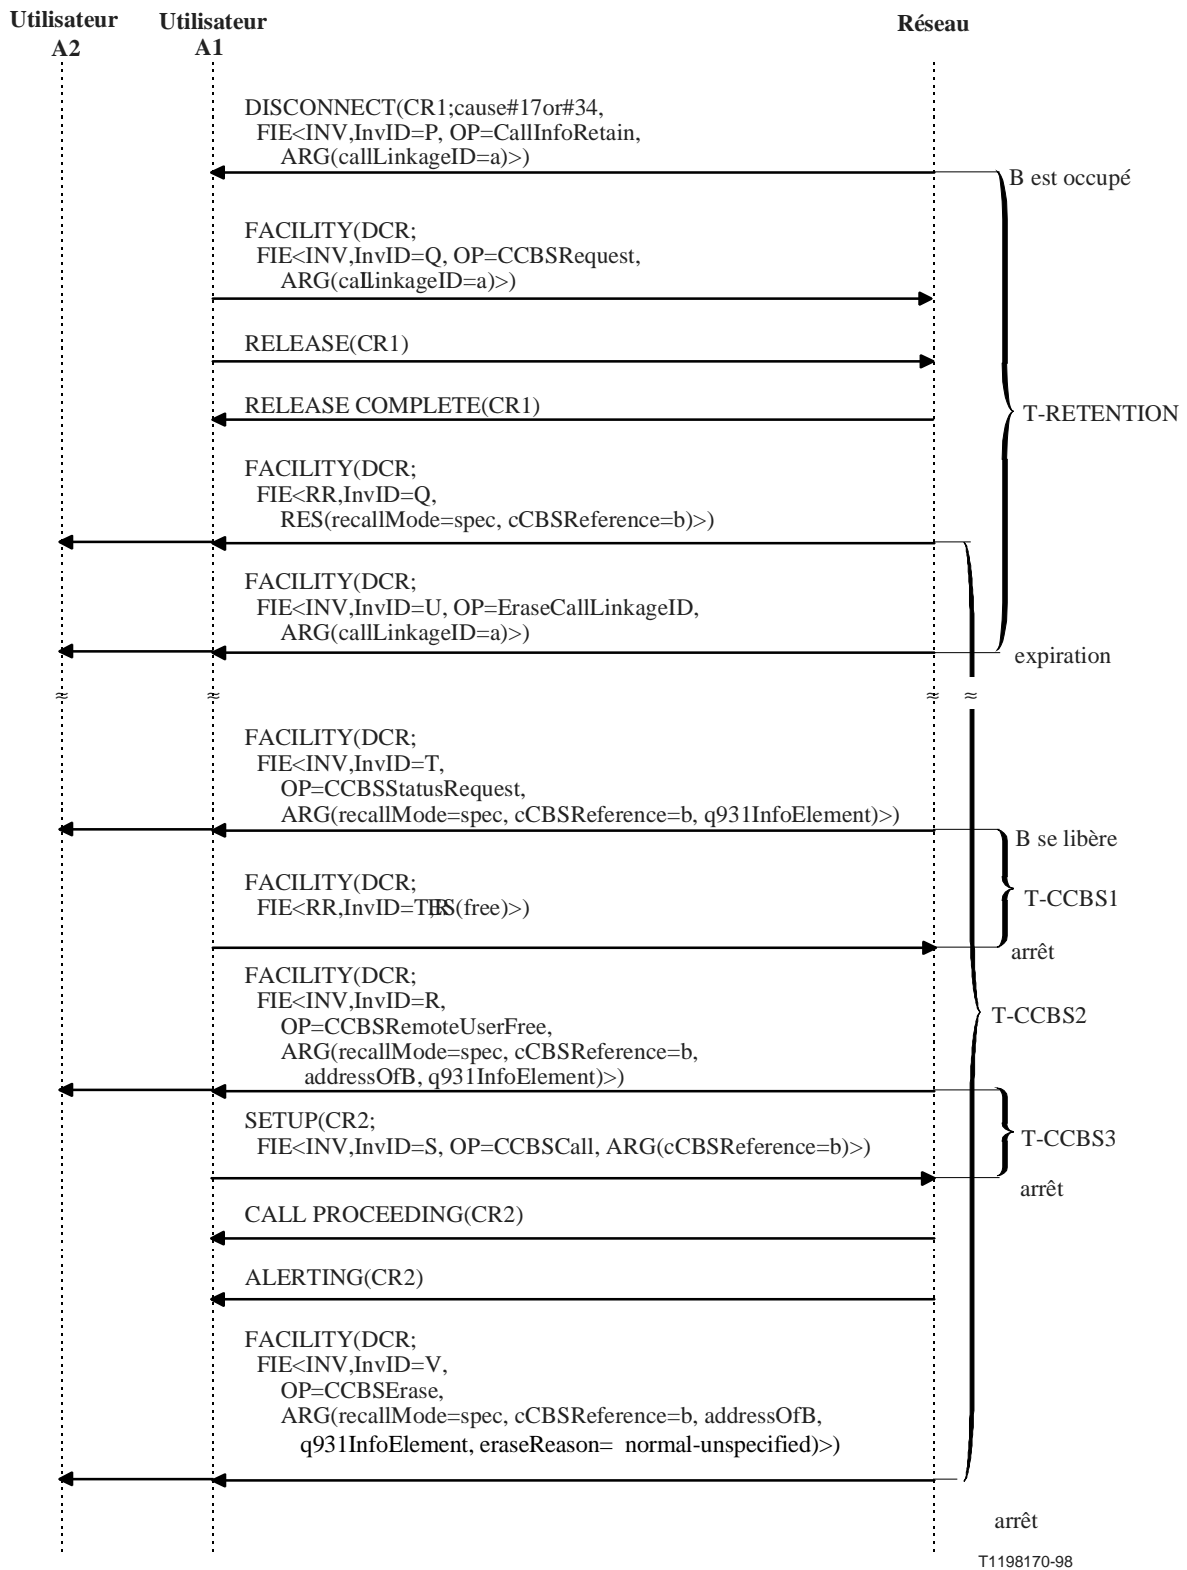 Utilisateur A2
Utilisateur A1
Réseau
DISCONNECT(CR1;cause#17or#34,
FIE<INV,InvID=P, OP=CallInfoRetain,
ARG(callLinkageID=a)>)
B est occupé
FACILITY(DCR;
FIE<INV,InvID=Q, OP=CCBSRequest,
ARG(callLinkageID=a)>)
RELEASE(CR1)
RELEASE COMPLETE(CR1)
T-RETENTION
FACILITY(DCR;
FIE<RR,InvID=Q,
RES(recallMode=spec, cCBSReference=b)>)
FACILITY(DCR;
FIE<INV,InvID=U, OP=EraseCallLinkageID,
ARG(callLinkageID=a)>)
expiration
≈ ≈ ≈ ≈
FACILITY(DCR;
FIE<INV,InvID=T,
OP=CCBSStatusRequest,
ARG(recallMode=spec, cCBSReference=b, q931InfoElement)>)
B se libère
FACILITY(DCR;
FIE<RR,InvID=T,RES(free)>)
T-CCBS1
arrêt
FACILITY(DCR;
FIE<INV,InvID=R,
OP=CCBSRemoteUserFree,
ARG(recallMode=spec, cCBSReference=b,
addressOfB, q931InfoElement)>)
T-CCBS2
SETUP(CR2;
FIE<INV,InvID=S, OP=CCBSCall, ARG(cCBSReference=b)>)
T-CCBS3
arrêt
CALL PROCEEDING(CR2)
ALERTING(CR2)
FACILITY(DCR;
FIE<INV,InvID=V,
OP=CCBSErase,
ARG(recallMode=spec, cCBSReference=b, addressOfB,
q931InfoElement, eraseReason= normal-unspecified)>)
arrêt
T1198170-98